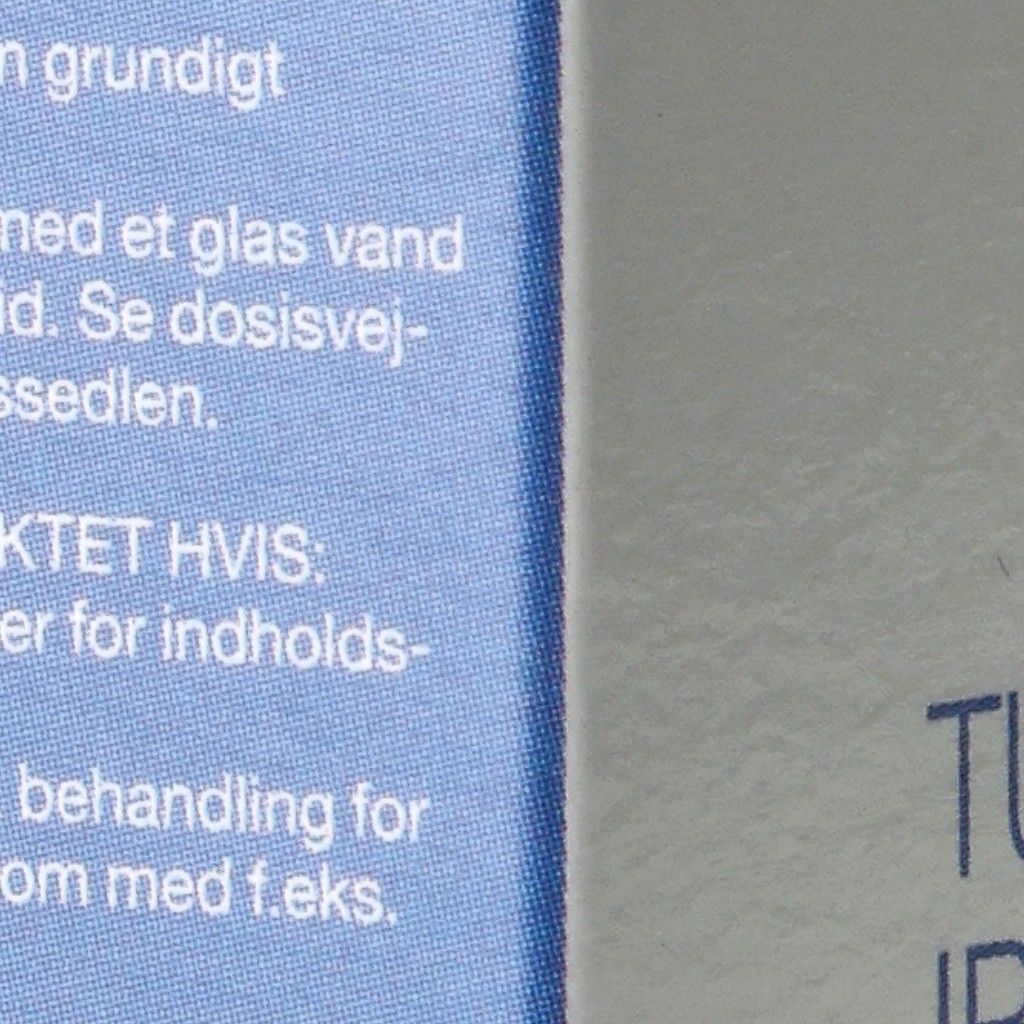 n grundigt
med et glas vand
id. Se dosisvej-
ssedlen.
KTET HVIS:
er for indholds-
behandling for
om med f.eks.
TU
IB